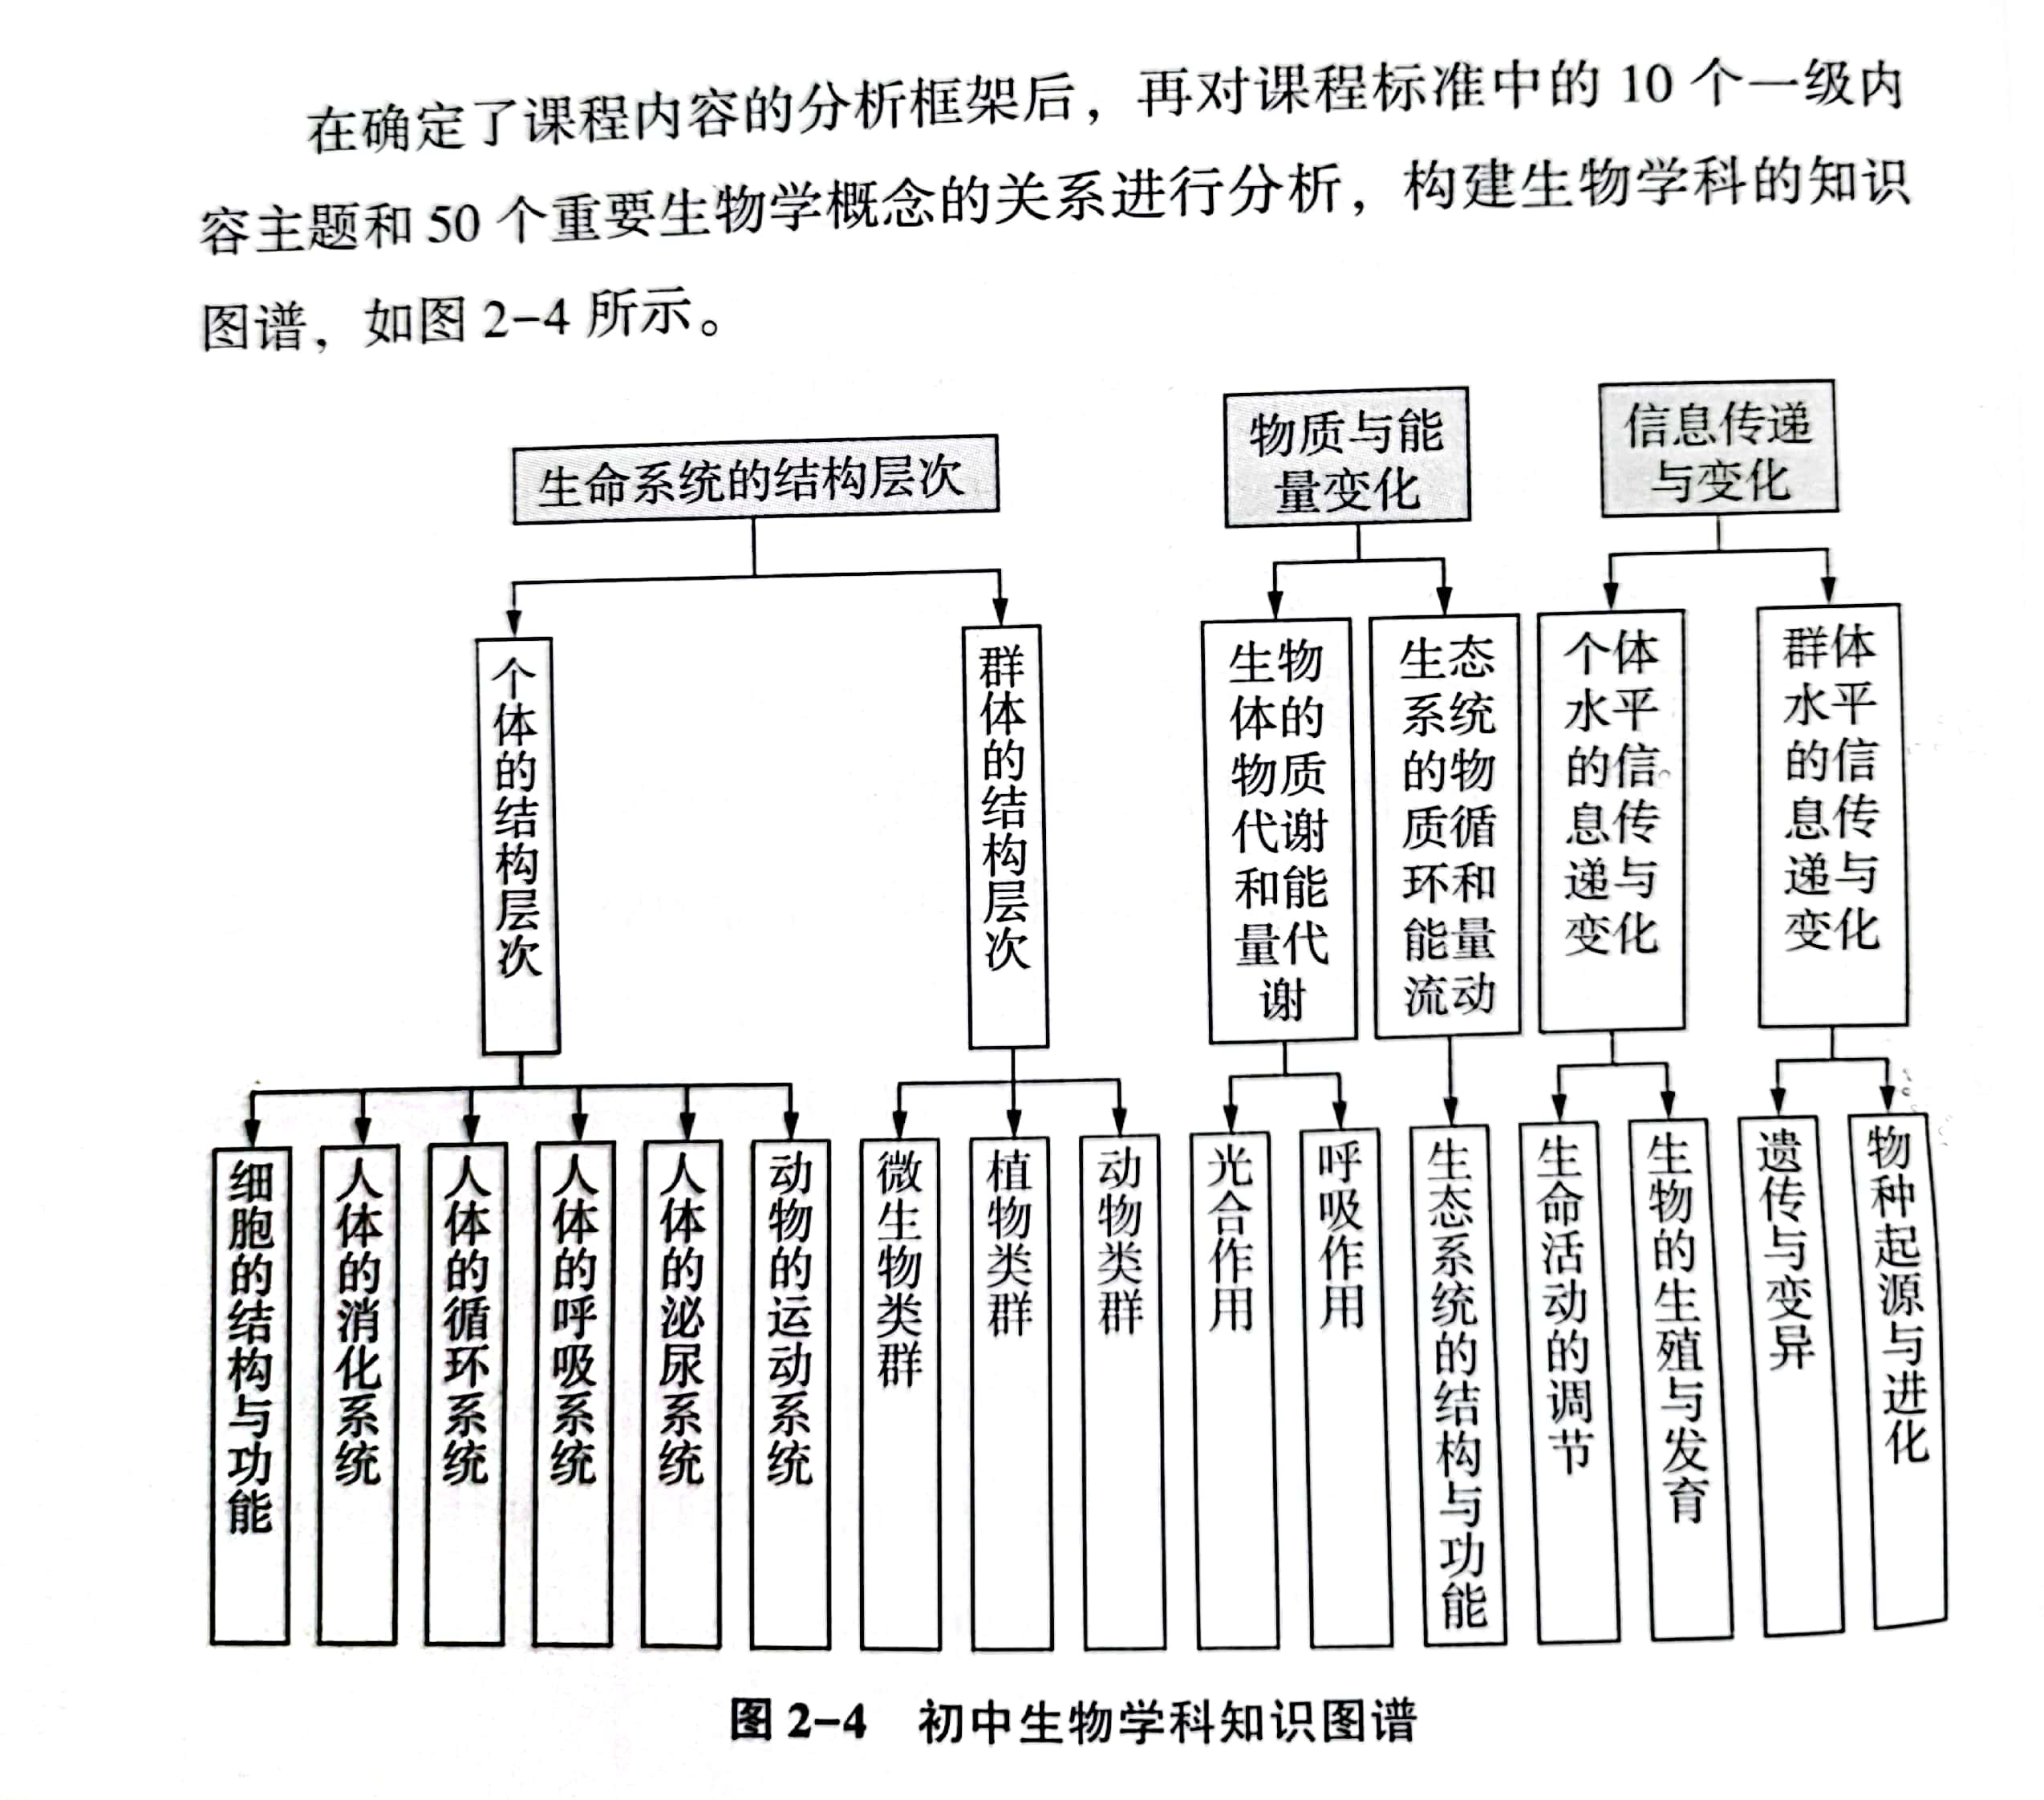 在确定了课程内容的分析框架后，再对课程标准中的 10 个一级内
容主题和 50 个重要生物学概念的关系进行分析，构建生物学科的知识
图谱，如图 2-4 所示。
生命系统的结构层次
物质与能
量变化
信息传递
与变化
个体的结构层次
群体的结构层次
生物
体的
物质
代谢
和能
量代
谢
生态
系统
的物
质循
环和
能量
流动
个体
水平
的信
息传
递与
变化
群体
水平
的信
息传
递与
变化
细胞的结构与功能
人体的消化系统
人体的循环系统
人体的呼吸系统
人体的泌尿系统
动物的运动系统
微生物类群
植物类群
动物类群
光合作用
呼吸作用
生态系统的结构与功能
生命活动的调节
生物的生殖与发育
遗传与变异
物种起源与进化
图 2-4 初中生物学科知识图谱